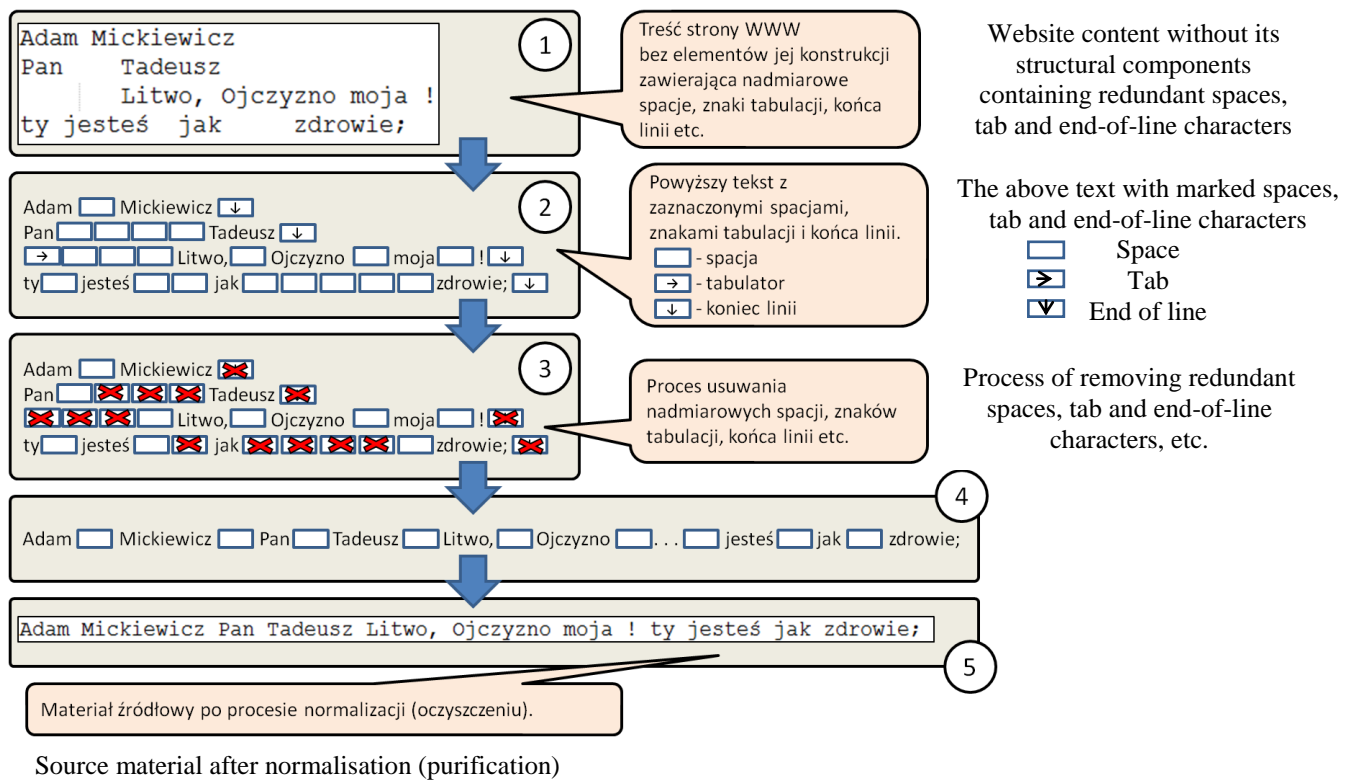 Adam Mickiewicz
Pan Tadeusz
Litwo, Ojczyzno moja !
ty jesteś jak zdrowie;
1
Treść strony WWW
bez elementów jej konstrukcji
zawierająca nadmiarowe
spacje, znaki tabulacji, końca
linii etc.
Website content without its
structural components
containing redundant spaces,
tab and end-of-line characters
Adam Mickiewicz ↓
Pan Tadeusz ↓
→ Litwo, Ojczyzno moja ! ↓
ty jesteś jak zdrowie; ↓
2
Powyższy tekst z
zaznaczonymi spacjami,
znakami tabulacji i końca linii.
- spacja
→ - tabulator
↓ - koniec linii
The above text with marked spaces,
tab and end-of-line characters
Space
→ Tab
↓ End of line
Adam Mickiewicz
Pan Tadeusz
Litwo, Ojczyzno moja !
ty jesteś jak zdrowie;
3
Proces usuwania
nadmiarowych spacji, znaków
tabulacji, końca linii etc.
Process of removing redundant
spaces, tab and end-of-line
characters, etc.
4
Adam Mickiewicz Pan Tadeusz Litwo, Ojczyzno . . . jesteś jak zdrowie;
Adam Mickiewicz Pan Tadeusz Litwo, Ojczyzno moja ! ty jesteś jak zdrowie;
5
Materiał źródłowy po procesie normalizacji (oczyszczeniu).
Source material after normalisation (purification)